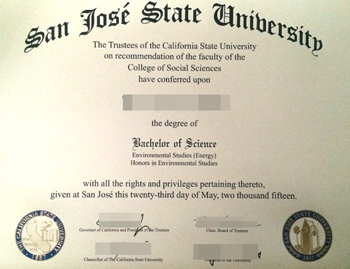 San José State University
The Trustees of the California State University
on recommendation of the faculty of the
College of Social Sciences
have conferred upon
the degree of
Bachelor of Science
Environmental Studies (Energy)
Honors in Environmental Studies
with all the rights and privileges pertaining thereto,
given at San José this twenty-third day of May, two thousand fifteen.
Governor of California and President of the Trustees
Chair, Board of Trustees
Chancellor of The California State University